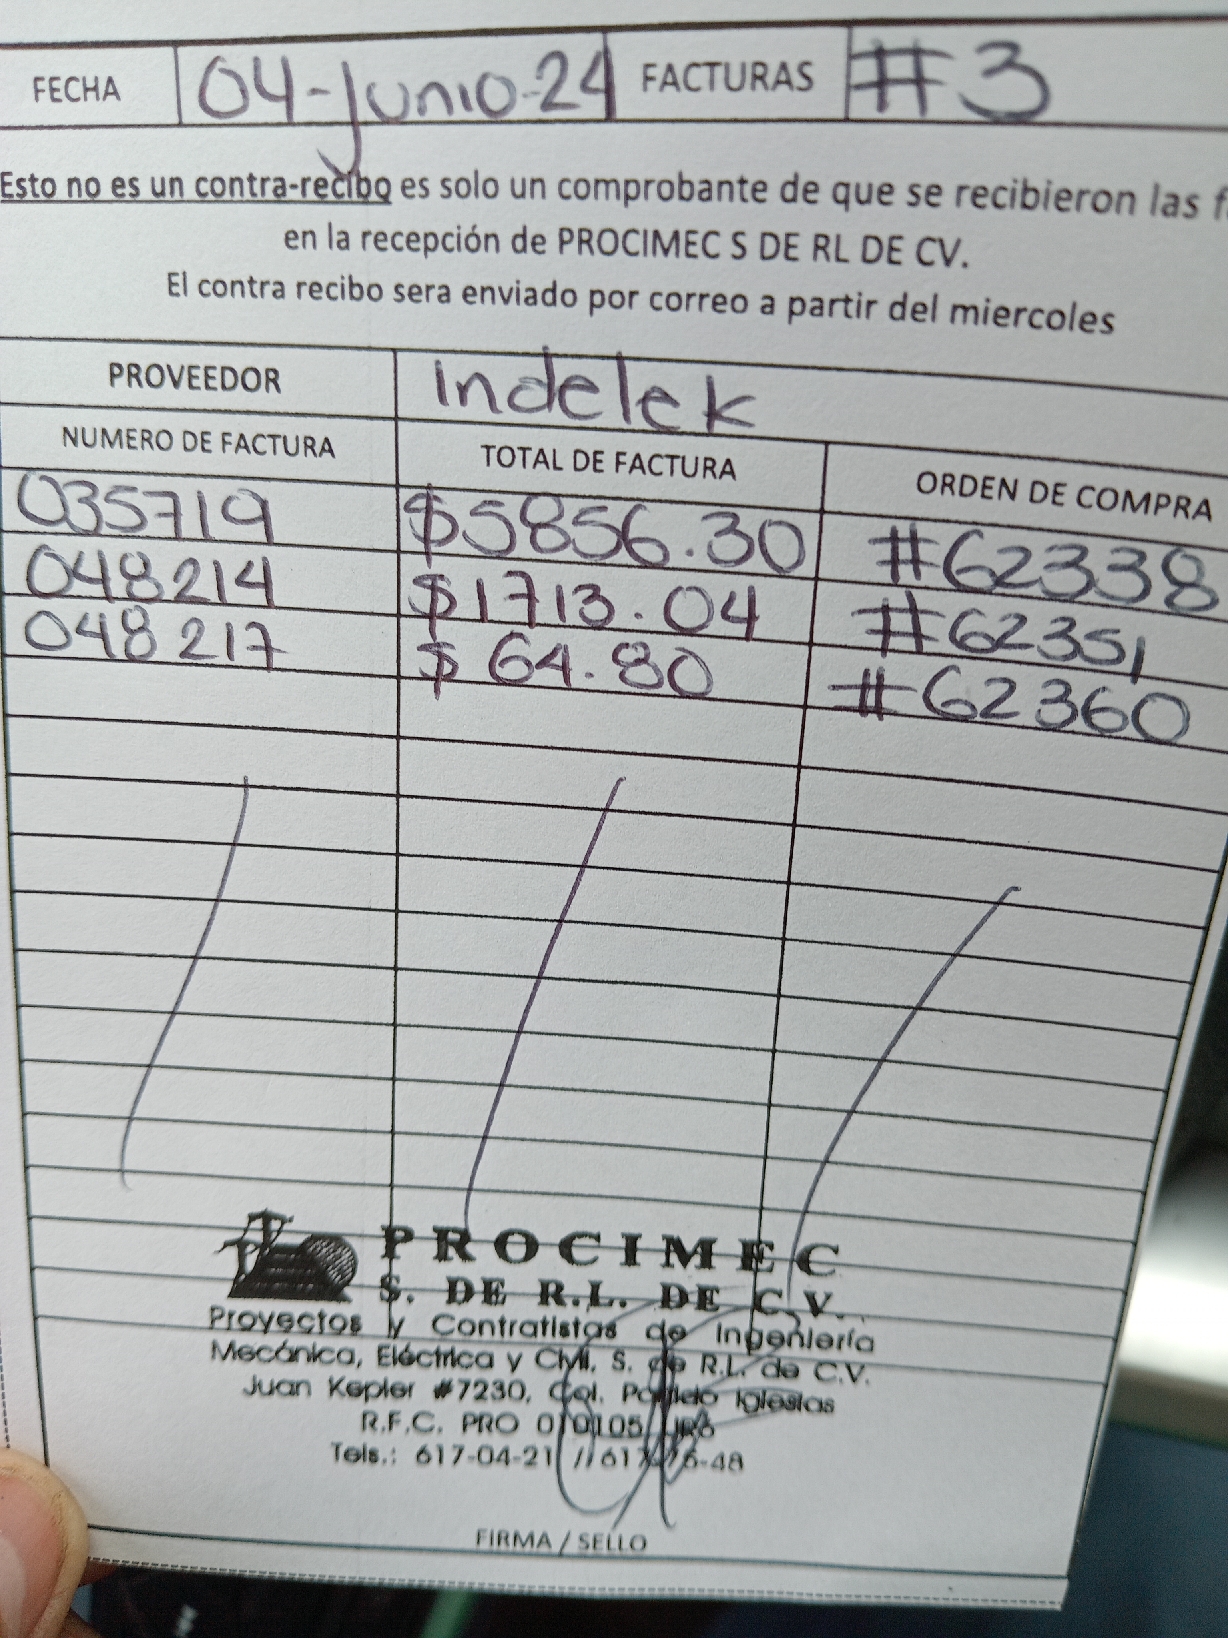 FECHA 04-Junio-24 FACTURAS #3
Esto no es un contra-recibo es solo un comprobante de que se recibieron las
en la recepción de PROCIMEC S DE RL DE CV.
El contra recibo sera enviado por correo a partir del miercoles
PROVEEDOR Indelek
NUMERO DE FACTURA TOTAL DE FACTURA ORDEN DE COMPRA
035719 $5856.30 #62338
048214 $1713.04 #62351
048217 $ 64.80 #62360
PROCIMEC
S. DE R.L. DE C.V.
Proyectos y Contratistas de Ingeniería
Mecánica, Eléctrica y Civil, S. de R.L. de C.V.
Juan Kepler #7230, Col. Iglesias
R.F.C. PRO 010105
Tels.: 617-04-21 //
FIRMA / SELLO